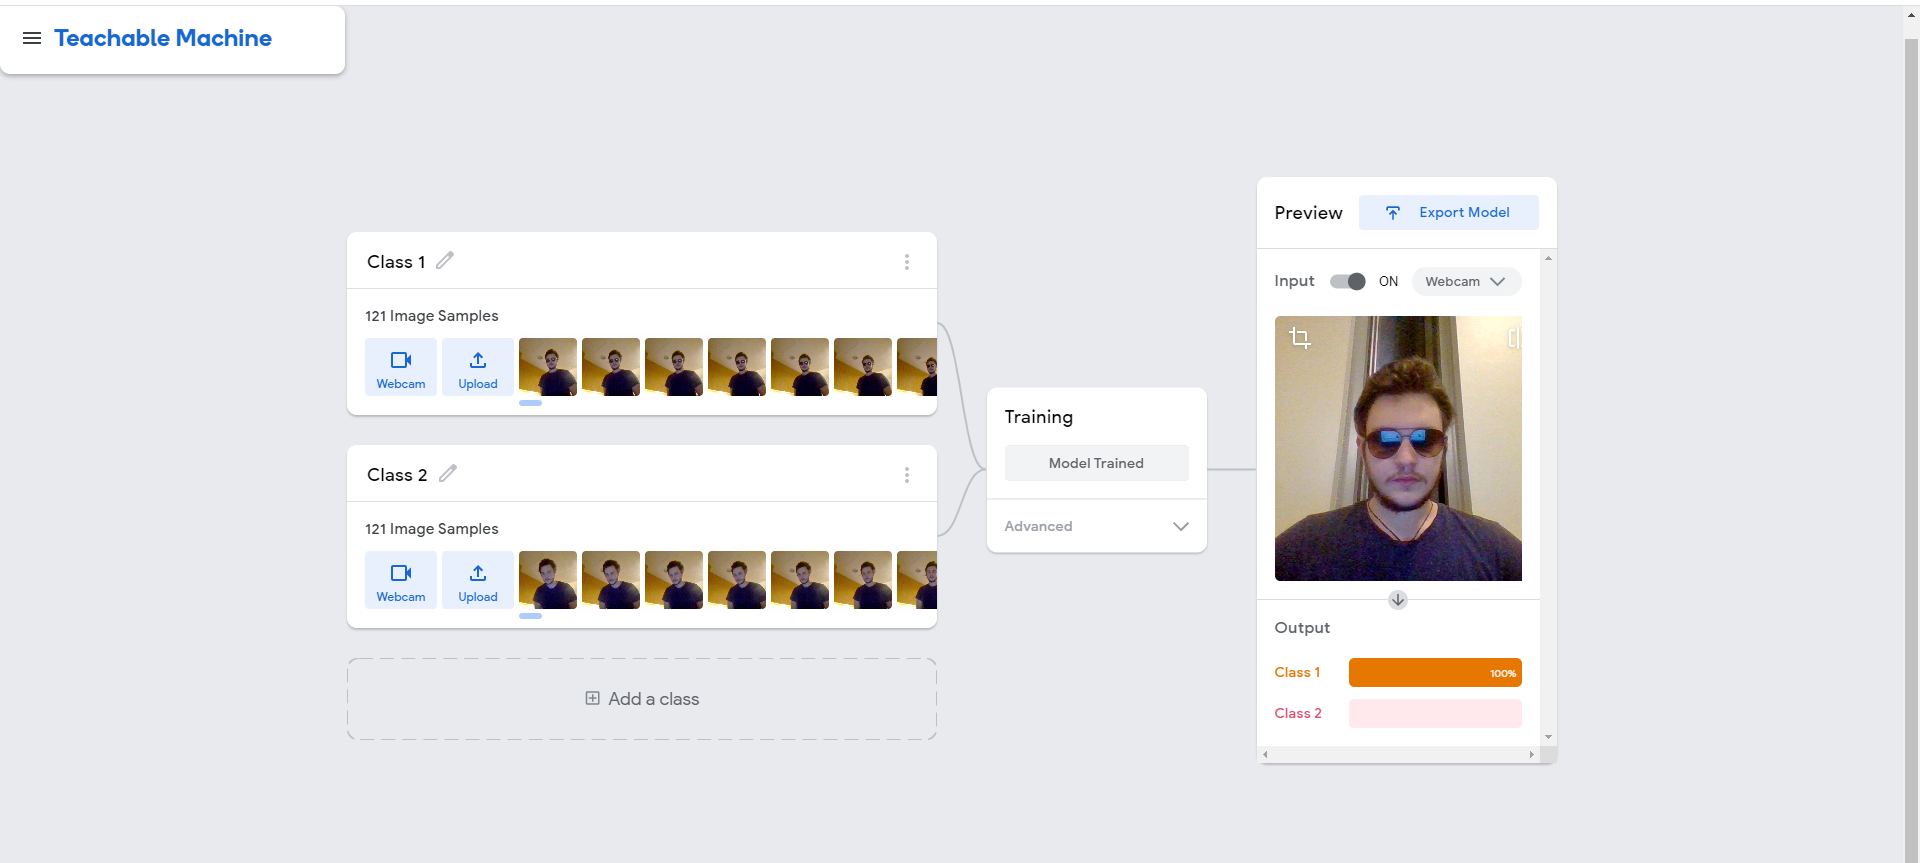 Teachable Machine
Class 1
121 Image Samples
Webcam
Upload
Class 2
121 Image Samples
Webcam
Upload
Add a class
Training
Model Trained
Advanced
Preview
Export Model
Input
ON
Webcam
Output
Class 1
100%
Class 2